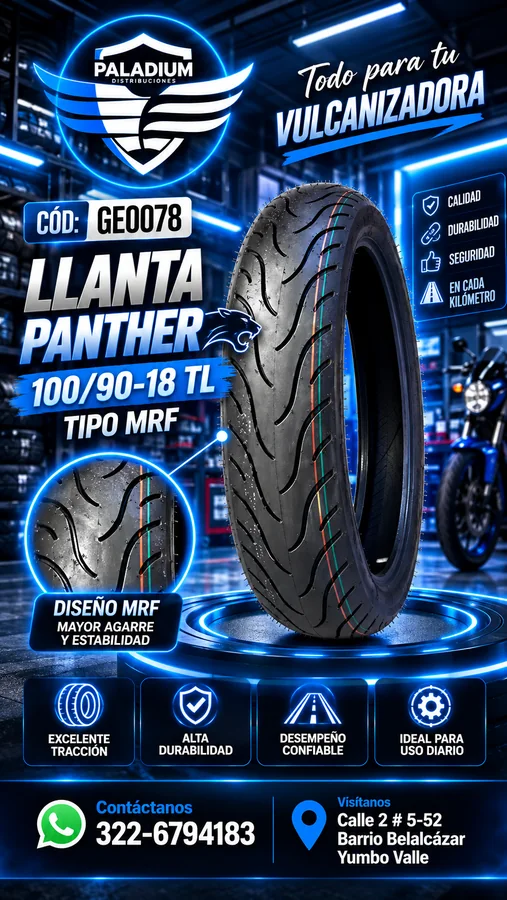 PALADIUM
DISTRIBUCIONES
Todo para tu
VULCANIZADORA
CÓD: GE0078
LLANTA
PANTHER
100/90-18 TL
TIPO MRF
CALIDAD
DURABILIDAD
SEGURIDAD
EN CADA
KILÓMETRO
DISEÑO MRF
MAYOR AGARRE
Y ESTABILIDAD
EXCELENTE
TRACCIÓN
ALTA
DURABILIDAD
DESEMPEÑO
CONFIABLE
IDEAL PARA
USO DIARIO
Contáctanos
322-6794183
Visítanos
Calle 2 # 5-52
Barrio Belalcázar
Yumbo Valle